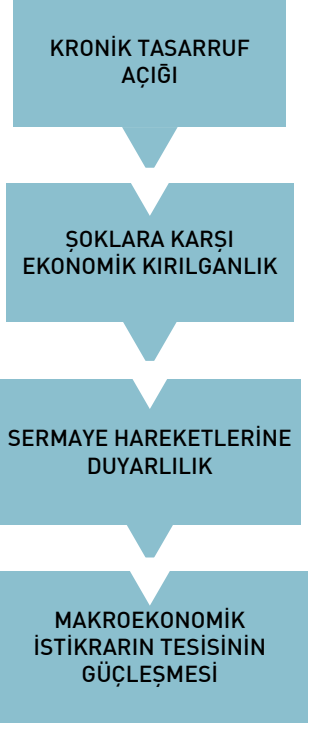 KRONİK TASARRUF
AÇIĞI
ŞOKLARA KARŞI
EKONOMİK KIRILGANLIK
SERMAYE HAREKETLERİNE
DUYARLILIK
MAKROEKONOMİK
İSTİKRARIN TESİSİNİN
GÜÇLEŞMESİ